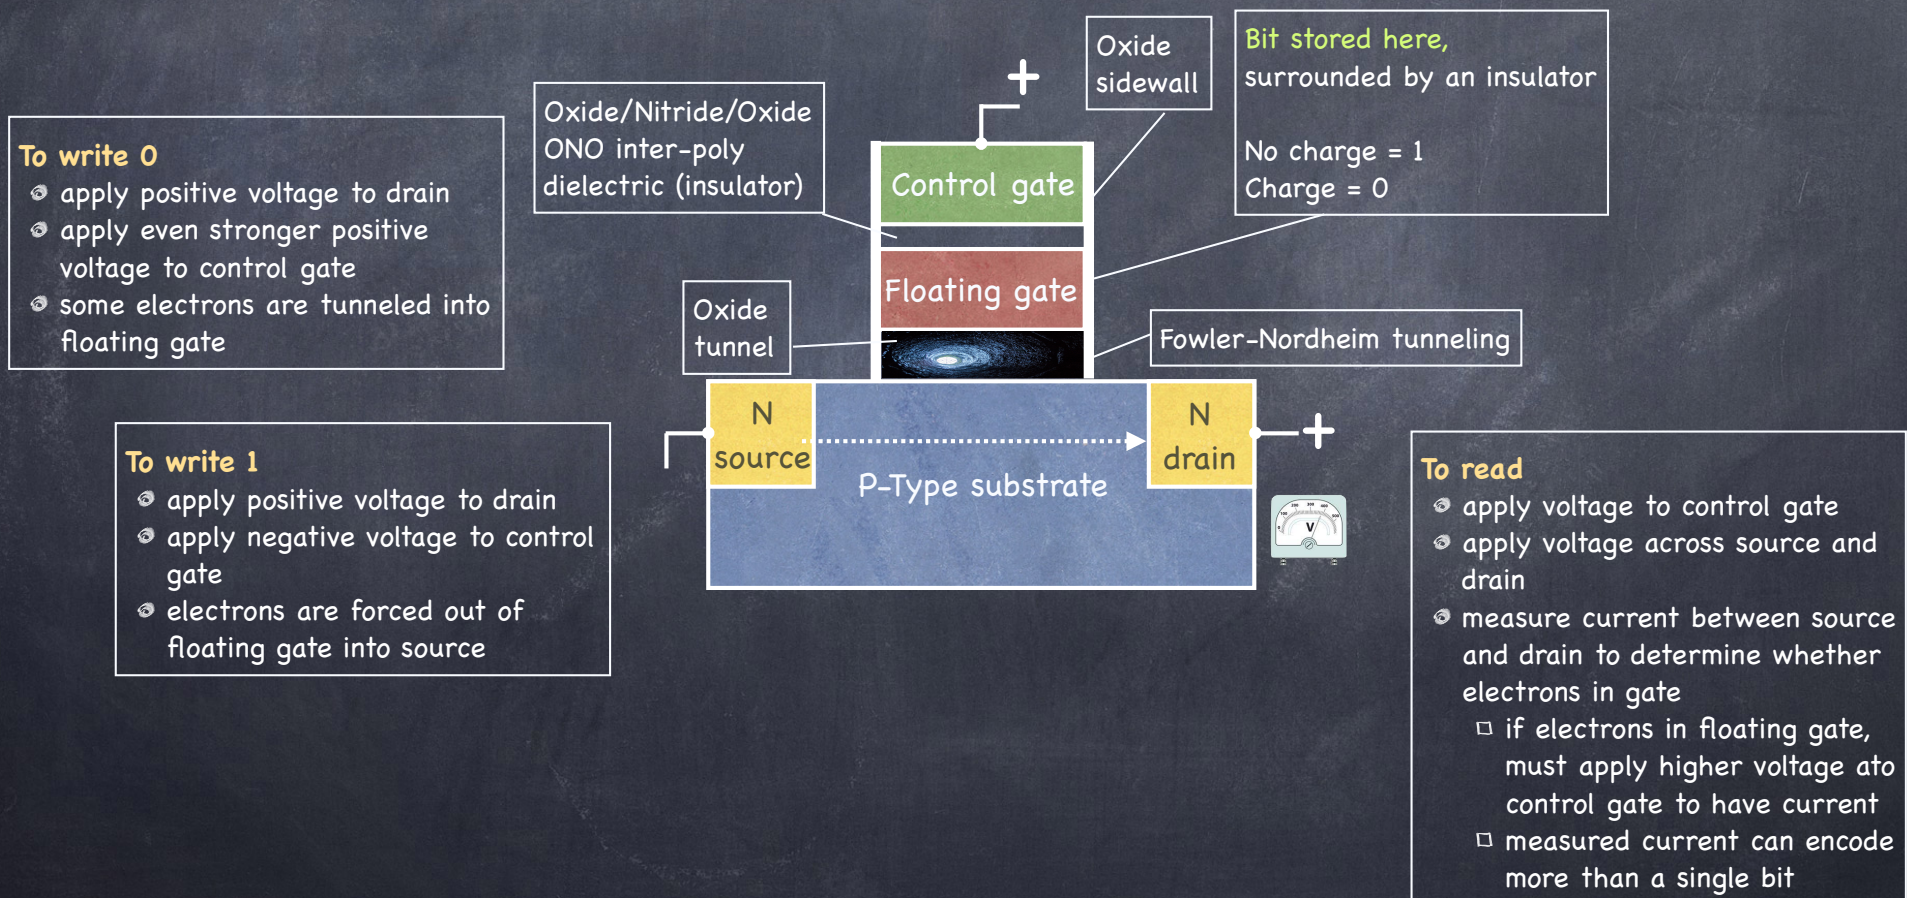 To write 0
apply positive voltage to drain
apply even stronger positive
voltage to control gate
some electrons are tunneled into
floating gate
To write 1
apply positive voltage to drain
apply negative voltage to control
gate
electrons are forced out of
floating gate into source
Oxide/Nitride/Oxide
ONO inter-poly
dielectric (insulator)
Oxide
tunnel
+
Control gate
Floating gate
Oxide
sidewall
Bit stored here,
surrounded by an insulator
No charge = 1
Charge = 0
Fowler-Nordheim tunneling
N
source
P-Type substrate
N
drain
+
V
To read
apply voltage to control gate
apply voltage across source and
drain
measure current between source
and drain to determine whether
electrons in gate
if electrons in floating gate,
must apply higher voltage ato
control gate to have current
measured current can encode
more than a single bit